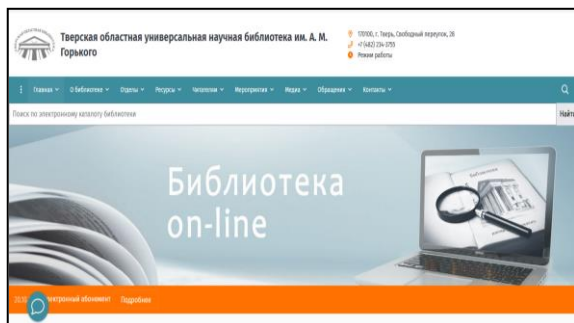 Тверская областная универсальная научная библиотека им. А. М.
Горького
170100, г. Тверь, Свободный переулок, 28
Режим работы
Главная
О библиотеке
Отделы
Ресурсы
Каталоги
Мероприятия
Медиа
Обращения
Контакты
Поиск по электронному каталогу библиотеки
Найти
Библиотека
on-line
абонемент
Подробнее